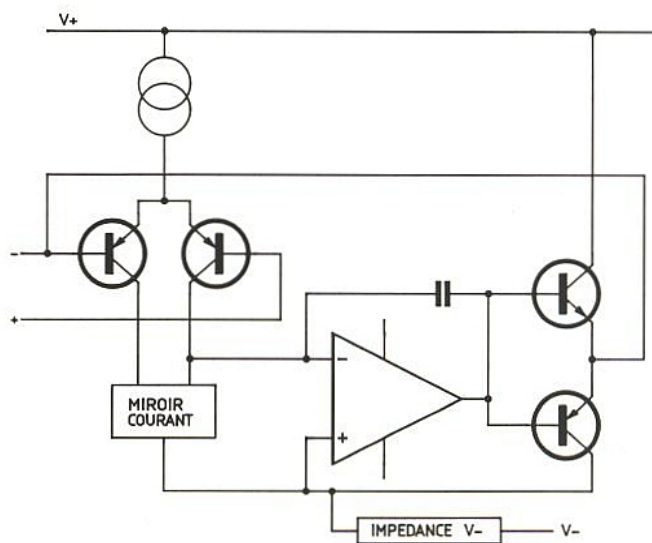 V+
-
+
MIROIR
COURANT
-
+
IMPEDANCE V-
V-